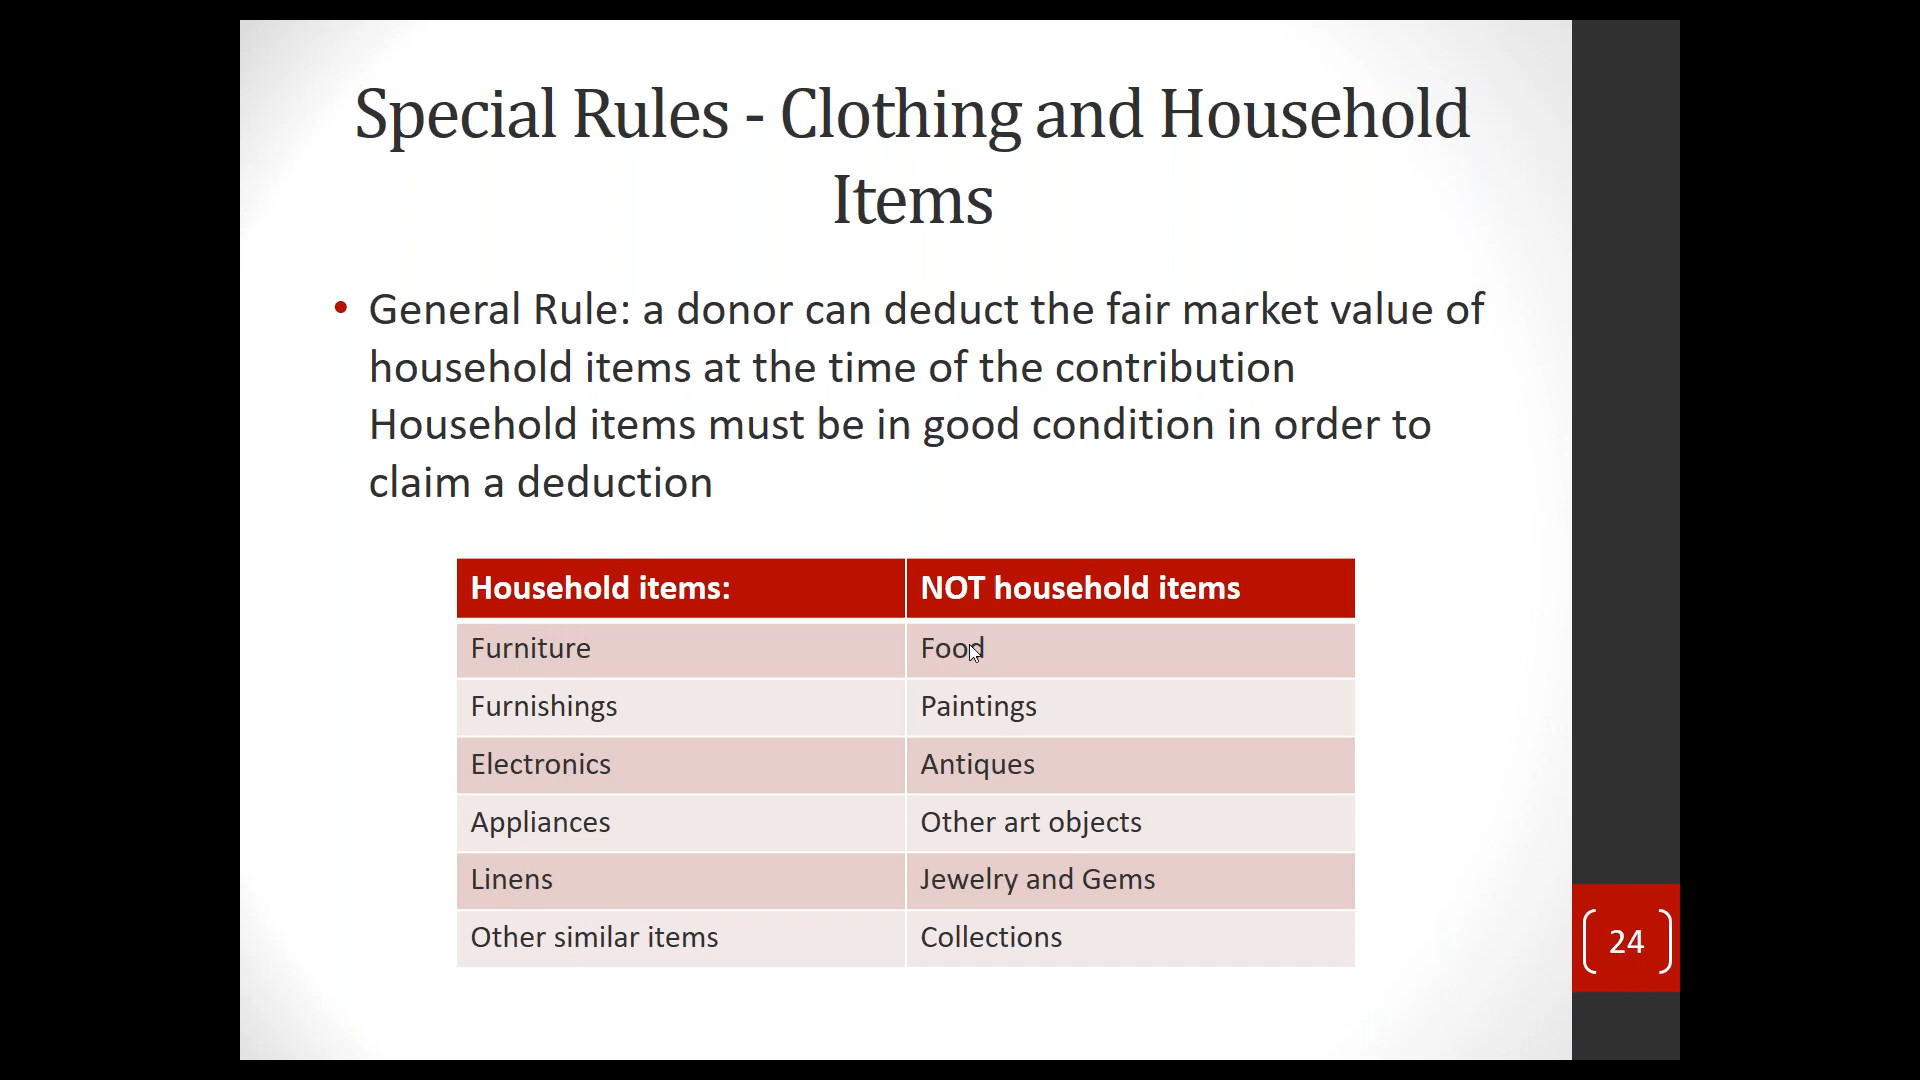 Special Rules - Clothing and Household
Items
• General Rule: a donor can deduct the fair market value of
household items at the time of the contribution
Household items must be in good condition in order to
claim a deduction
Household items: NOT household items
Furniture Food
Furnishings Paintings
Electronics Antiques
Appliances Other art objects
Linens Jewelry and Gems
Other similar items Collections
24